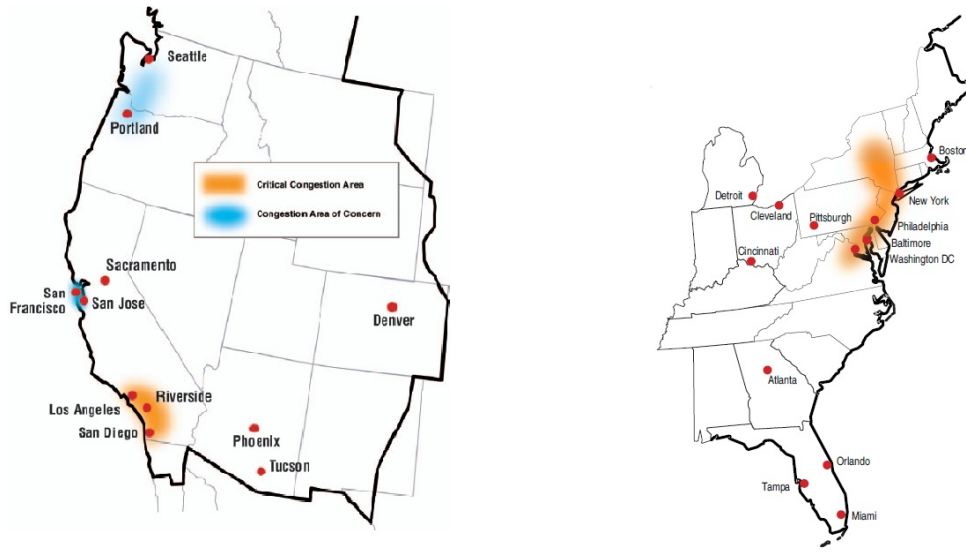 Seattle
Portland
Critical Congestion Area
Congestion Area of Concern
Sacramento
San
Francisco
San Jose
Denver
Riverside
Los Angeles
San Diego
Phoenix
Tucson
Boston
Detroit
New York
Cleveland
Pittsburgh
Philadelphia
Baltimore
Cincinnati
Washington DC
Atlanta
Orlando
Tampa
Miami